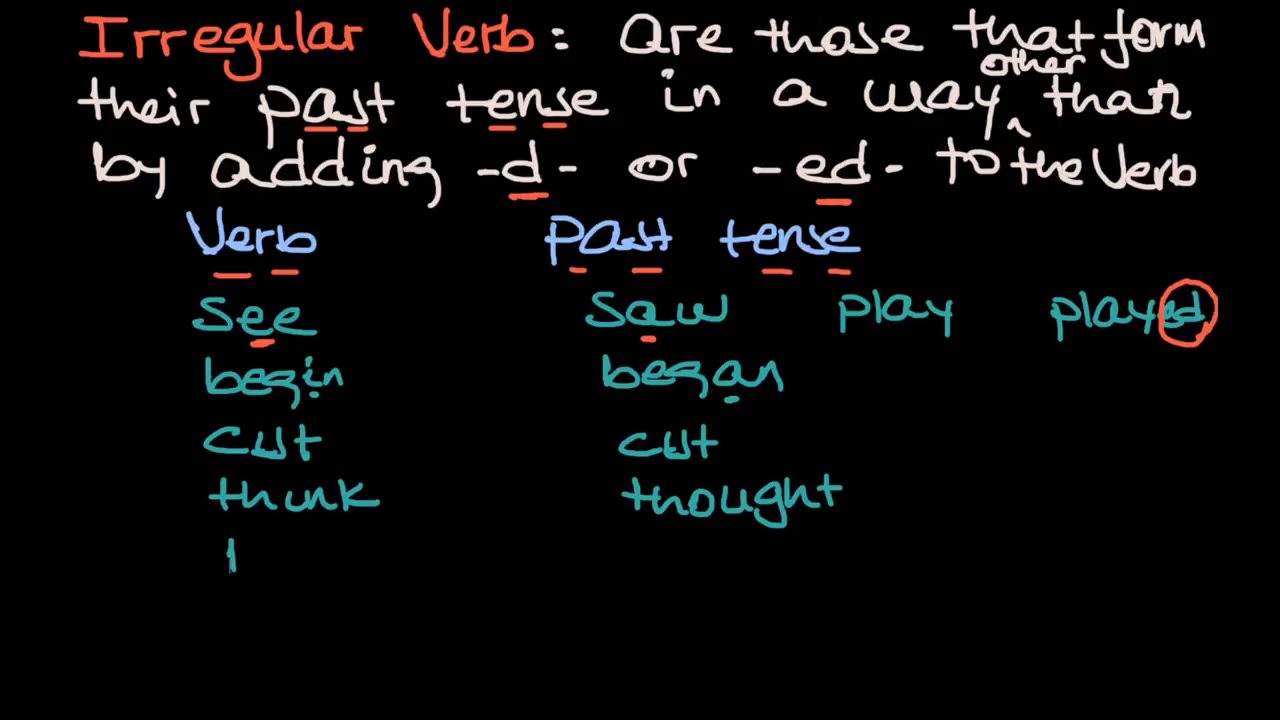 Irregular Verb: Are those that form
their past tense in a way other than
by adding -d- or -ed- to the Verb
Verb Past tense
See Saw play played
begin began
cut cut
think thought